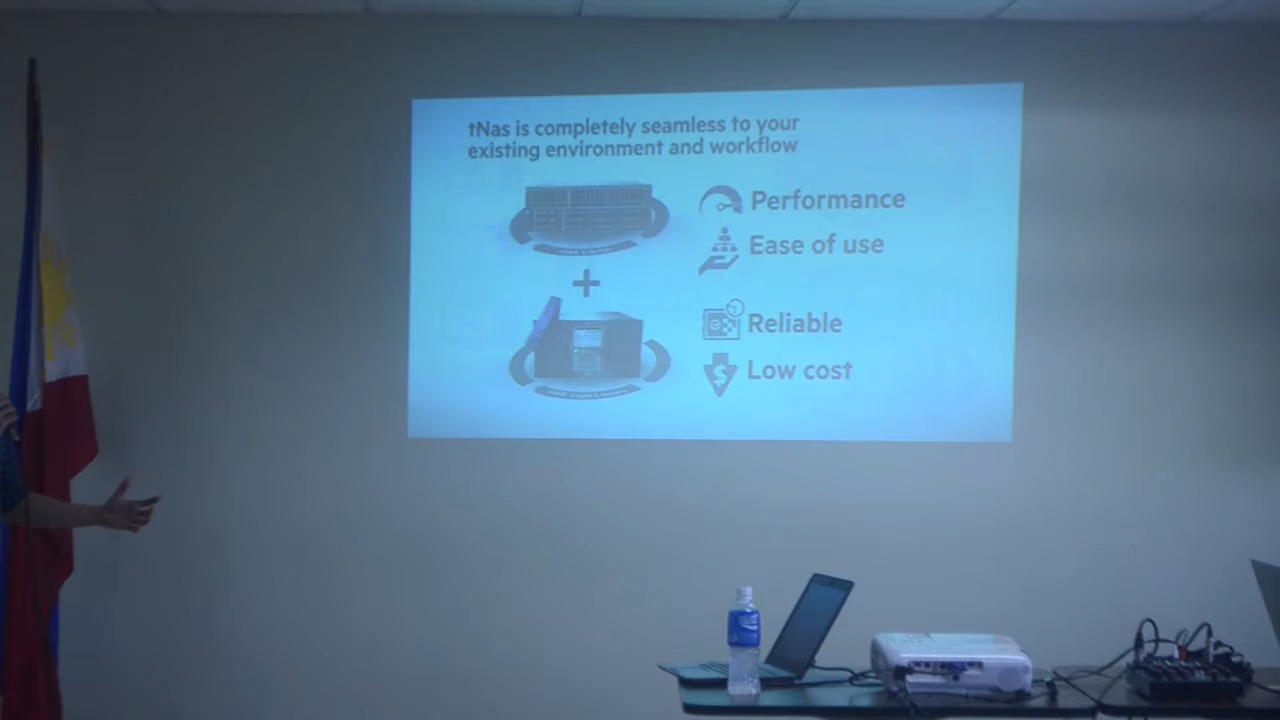 tNas is completely seamless to your
existing environment and workflow
Performance
Ease of use
+
Reliable
Low cost